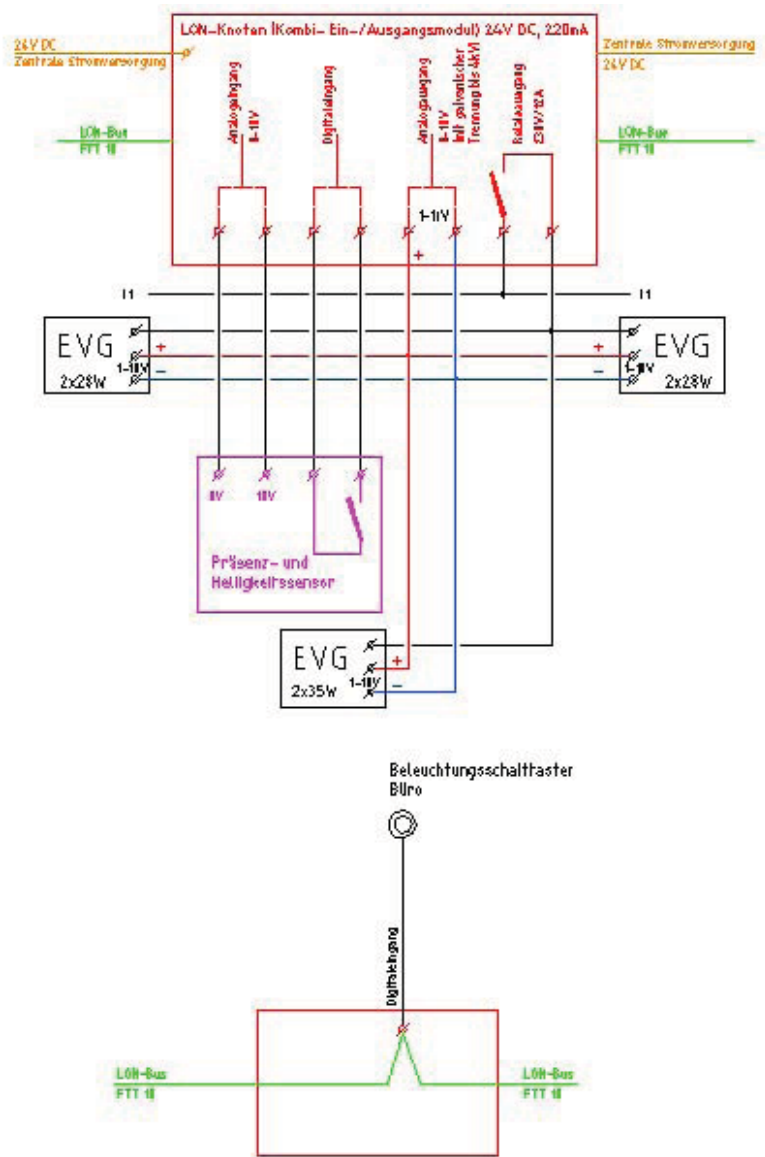 LON-Knoten (Kombi- Ein-/Ausgangsmodul) 24V DC, 220mA
24V DC
Zentrale Stromversorgung
Zentrale Stromversorgung
24V DC
LON-Bus
FTT 10
LON-Bus
FTT 10
Analogeingang
0-10V
Digitaleingang
Analogausgang
0-10V
(mit galvanischer
Trennung bis 4kV)
Relaisausgang
230V/12A
1-10V
+
L1
L1
EVG
2x28W
1-10V
+
-
+
-
EVG
1-10V
2x28W
0V
10V
Präsenz- und
Helligkeitssensor
EVG
2x35W
1-10V
+
-
Beleuchtungsschalttaster
Büro
Digitaleingang
LON-Bus
FTT 10
LON-Bus
FTT 10